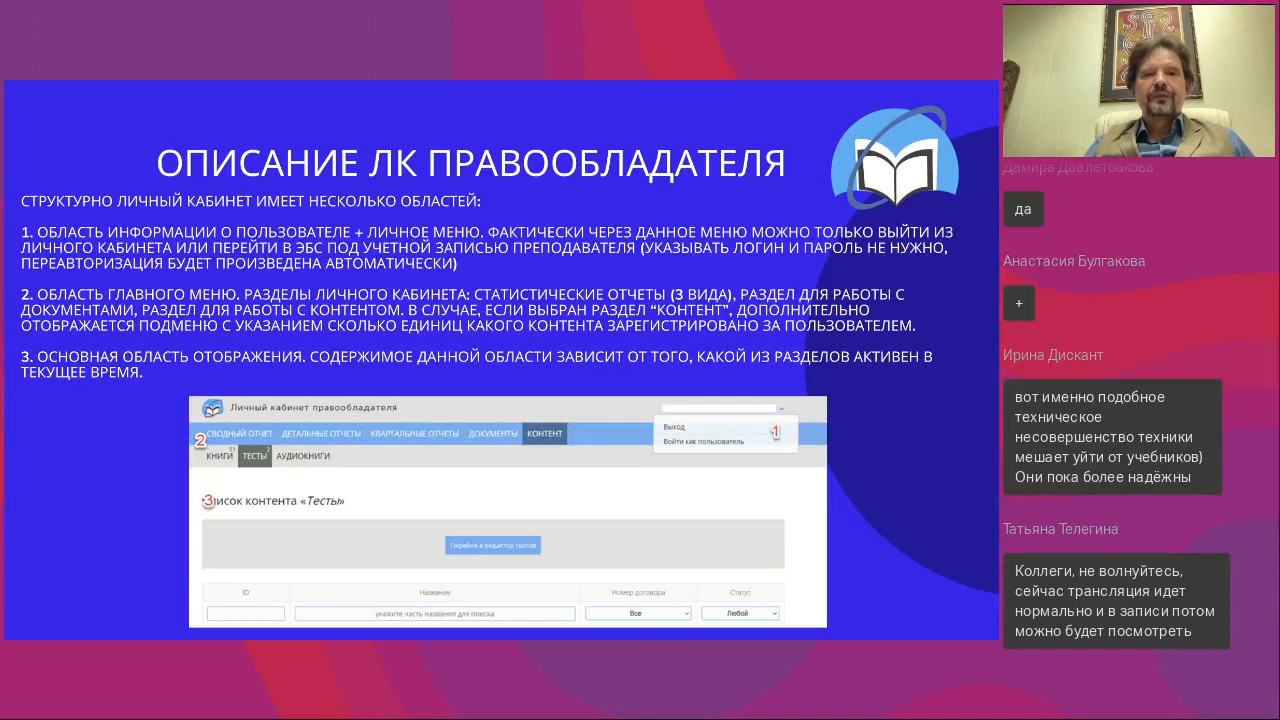 ОПИСАНИЕ ЛК ПРАВООБЛАДАТЕЛЯ
СТРУКТУРНО ЛИЧНЫЙ КАБИНЕТ ИМЕЕТ НЕСКОЛЬКО ОБЛАСТЕЙ:
1. ОБЛАСТЬ ИНФОРМАЦИИ О ПОЛЬЗОВАТЕЛЕ + ЛИЧНОЕ МЕНЮ. ФАКТИЧЕСКИ ЧЕРЕЗ ДАННОЕ МЕНЮ МОЖНО ТОЛЬКО ВЫЙТИ ИЗ
ЛИЧНОГО КАБИНЕТА ИЛИ ПЕРЕЙТИ В ЭБС ПОД УЧЕТНОЙ ЗАПИСЬЮ ПРЕПОДАВАТЕЛЯ (УКАЗЫВАТЬ ЛОГИН И ПАРОЛЬ НЕ НУЖНО,
ПЕРЕАВТОРИЗАЦИЯ БУДЕТ ПРОИЗВЕДЕНА АВТОМАТИЧЕСКИ)
2. ОБЛАСТЬ ГЛАВНОГО МЕНЮ. РАЗДЕЛЫ ЛИЧНОГО КАБИНЕТА: СТАТИСТИЧЕСКИЕ ОТЧЕТЫ (3 ВИДА), РАЗДЕЛ ДЛЯ РАБОТЫ С
ДОКУМЕНТАМИ, РАЗДЕЛ ДЛЯ РАБОТЫ С КОНТЕНТОМ. В СЛУЧАЕ, ЕСЛИ ВЫБРАН РАЗДЕЛ “КОНТЕНТ”, ДОПОЛНИТЕЛЬНО
ОТОБРАЖАЕТСЯ ПОДМЕНЮ С УКАЗАНИЕМ СКОЛЬКО ЕДИНИЦ КАКОГО КОНТЕНТА ЗАРЕГИСТРИРОВАНО ЗА ПОЛЬЗОВАТЕЛЕМ.
3. ОСНОВНАЯ ОБЛАСТЬ ОТОБРАЖЕНИЯ. СОДЕРЖИМОЕ ДАННОЙ ОБЛАСТИ ЗАВИСИТ ОТ ТОГО, КАКОЙ ИЗ РАЗДЕЛОВ АКТИВЕН В
ТЕКУЩЕЕ ВРЕМЯ.
Личный кабинет правообладателя
Выход
Войти как пользователь
1
2
СВОДНЫЙ ОТЧЕТ ДЕТАЛЬНЫЕ ОТЧЕТЫ КВАРТАЛЬНЫЕ ОТЧЕТЫ ДОКУМЕНТЫ КОНТЕНТ
КНИГИ 11 ТЕСТЫ 2 АУДИОКНИГИ
3
Список контента «Тесты»
Перейти в редактор тестов
ID Название Номер договора Статус
укажите часть названия для поиска Все Любой
Дамира Давлетбакова
да
Анастасия Булгакова
+
Ирина Дискант
вот именно подобное
техническое
несовершенство техники
мешает уйти от учебников)
Они пока более надёжны
Татьяна Телегина
Коллеги, не волнуйтесь,
сейчас трансляция идет
нормально и в записи потом
можно будет посмотреть